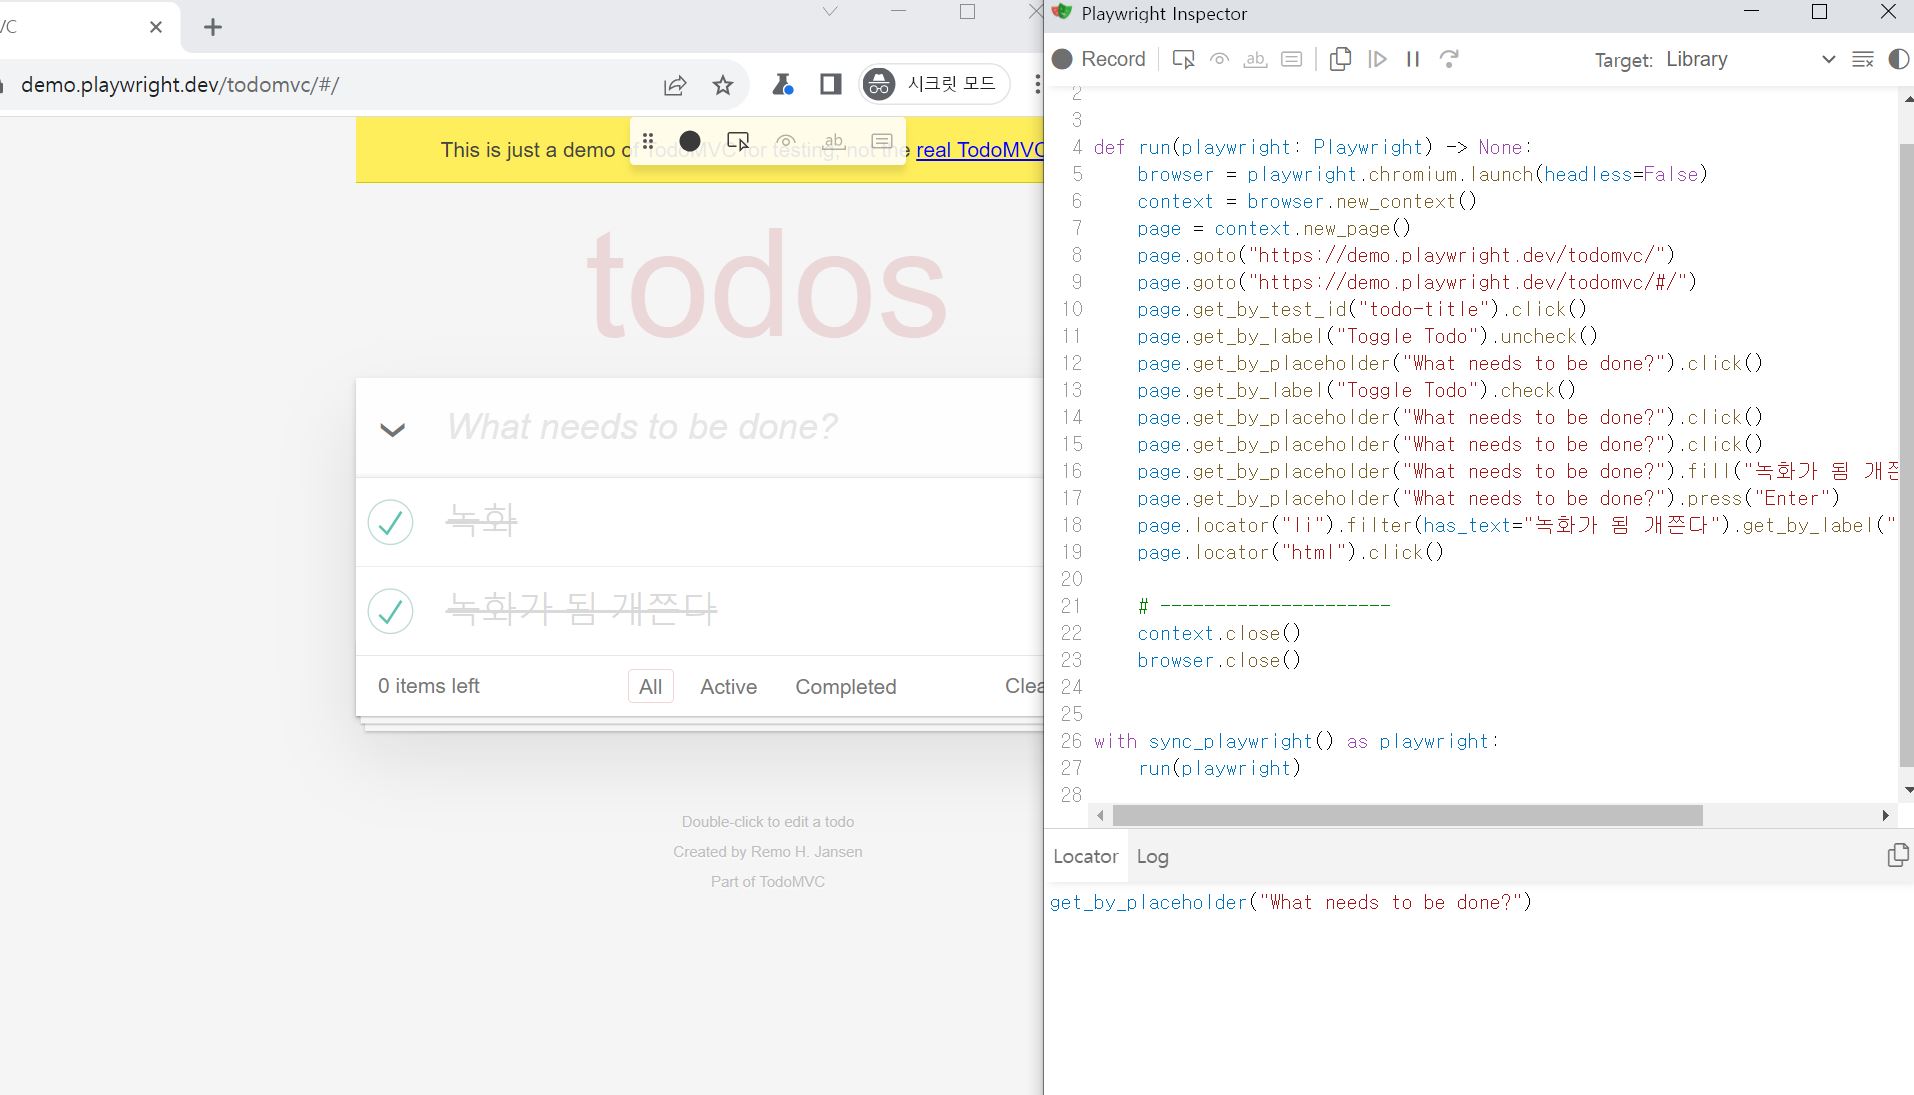 VC
demo.playwright.dev/todomvc/#/
시크릿 모드
This is just a demo of TodoMVC for testing, not the real TodoMVC
ab
todos
What needs to be done?
녹화
녹화가 됨 개쯘다
0 items left
All
Active
Completed
Clea
Double-click to edit a todo
Created by Remo H. Jansen
Part of TodoMVC
Playwright Inspector
Record
ab
Target: Library
2
3
4 def run(playwright: Playwright) -> None:
5     browser = playwright.chromium.launch(headless=False)
6     context = browser.new_context()
7     page = context.new_page()
8     page.goto("https://demo.playwright.dev/todomvc/")
9     page.goto("https://demo.playwright.dev/todomvc/#/")
10     page.get_by_test_id("todo-title").click()
11     page.get_by_label("Toggle Todo").uncheck()
12     page.get_by_placeholder("What needs to be done?").click()
13     page.get_by_label("Toggle Todo").check()
14     page.get_by_placeholder("What needs to be done?").click()
15     page.get_by_placeholder("What needs to be done?").click()
16     page.get_by_placeholder("What needs to be done?").fill("녹화가 됨 개쯘
17     page.get_by_placeholder("What needs to be done?").press("Enter")
18     page.locator("li").filter(has_text="녹화가 됨 개쯘다").get_by_label("
19     page.locator("html").click()
20
21     # ---------------------
22     context.close()
23     browser.close()
24
25
26 with sync_playwright() as playwright:
27     run(playwright)
28
Locator
Log
get_by_placeholder("What needs to be done?")